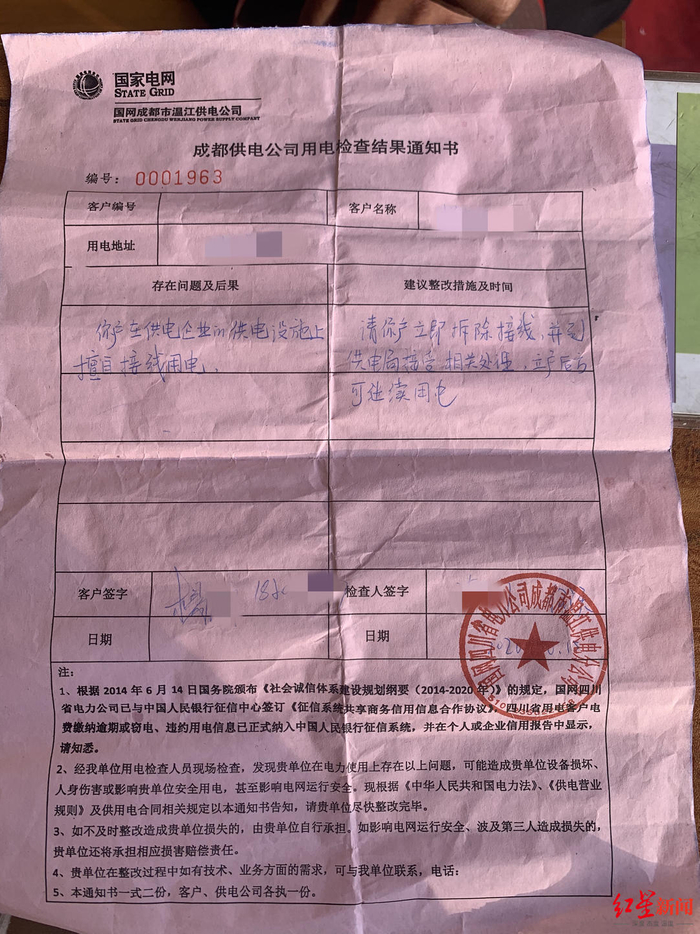 国家电网
STATE GRID
国网成都市温江供电公司
STATE GRID CHENGDU WENJIANG POWER SUPPLY COMPANY
成都供电公司用电检查结果通知书
编号：0001963
客户编号 客户名称
用电地址
存在问题及后果 建议整改措施及时间
你户在供电企业的供电设施上 请你户立即拆除接线，并到
擅自接线用电。 供电局接受相关处理，立户后方
可继续用电
客户签字 检查人签字
日期 日期
国网四川省电力公司成都市温江供电分公司
注：
1、根据 2014 年 6 月 14 日国务院颁布《社会诚信体系建设规划纲要（2014-2020 年）》的规定，国网四川
省电力公司已与中国人民银行征信中心签订《征信系统共享商务信用信息合作协议》，四川省用电客户电
费缴纳逾期或窃电、违约用电信息已正式纳入中国人民银行征信系统，并在个人或企业信用报告中显示，
请知悉。
2、经我单位用电检查人员现场检查，发现贵单位在电力使用上存在以上问题，可能造成贵单位设备损坏、
人身伤害或影响贵单位安全用电，甚至影响电网运行安全。现根据《中华人民共和国电力法》、《供电营业
规则》及供用电合同相关规定以本通知书告知，请贵单位尽快整改完毕。
3、如不及时整改造成贵单位损失的，由贵单位自行承担。如影响电网运行安全、波及第三人造成损失的，
贵单位还将承担相应损害赔偿责任。
4、贵单位在整改过程中如有技术、业务方面的需求，可与我单位联系，电话：
5、本通知书一式二份，客户、供电公司各执一份。
红星新闻